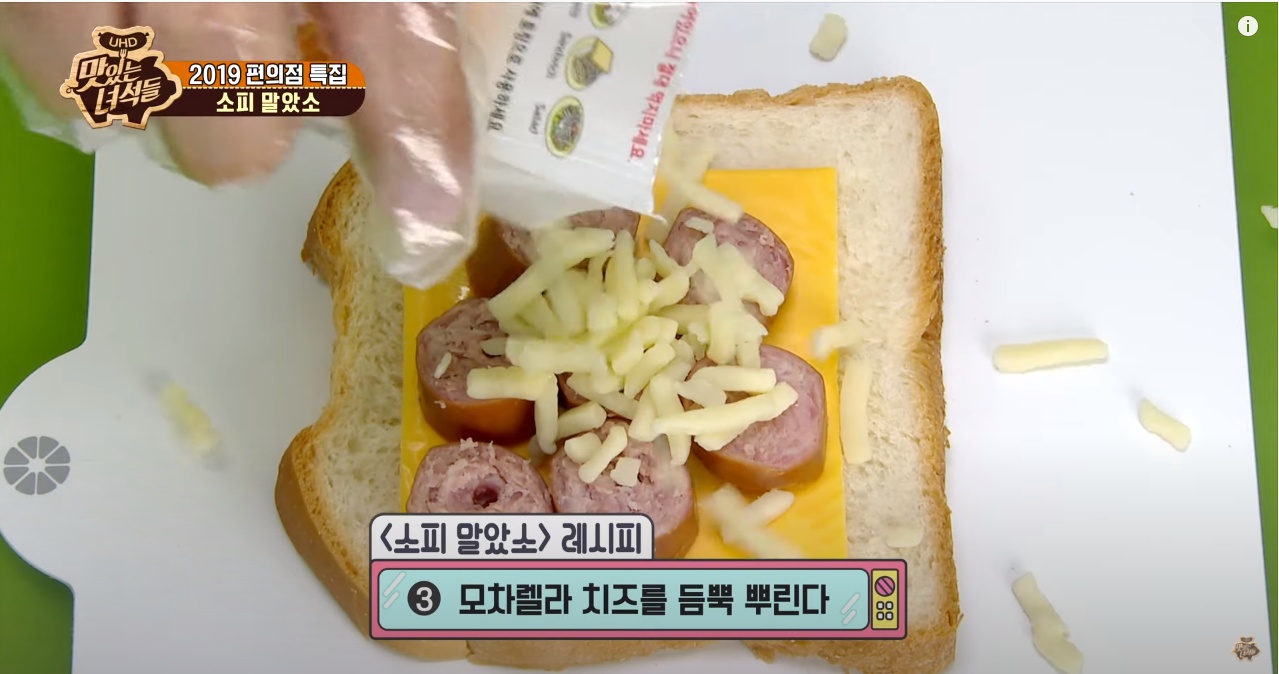 UHD
맛있는
녀석들
2019 편의점 특집
소피 말았소
Sandwich
Salad
<소피 말았소> 레시피
3 모차렐라 치즈를 듬뿍 뿌린다